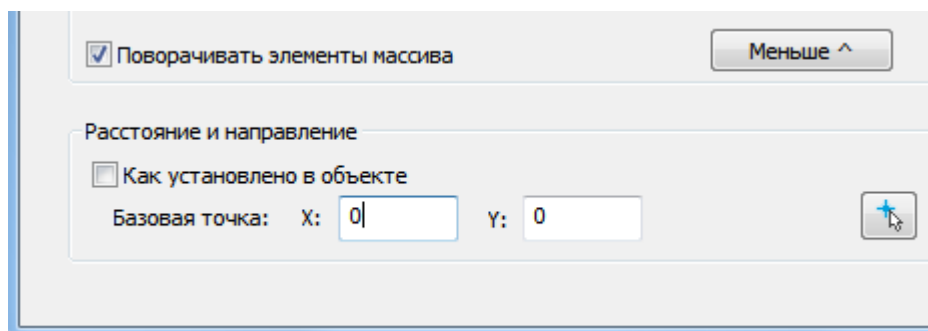 Поворачивать элементы массива
Меньше ^
Расстояние и направление
Как установлено в объекте
Базовая точка: X: 0 Y: 0